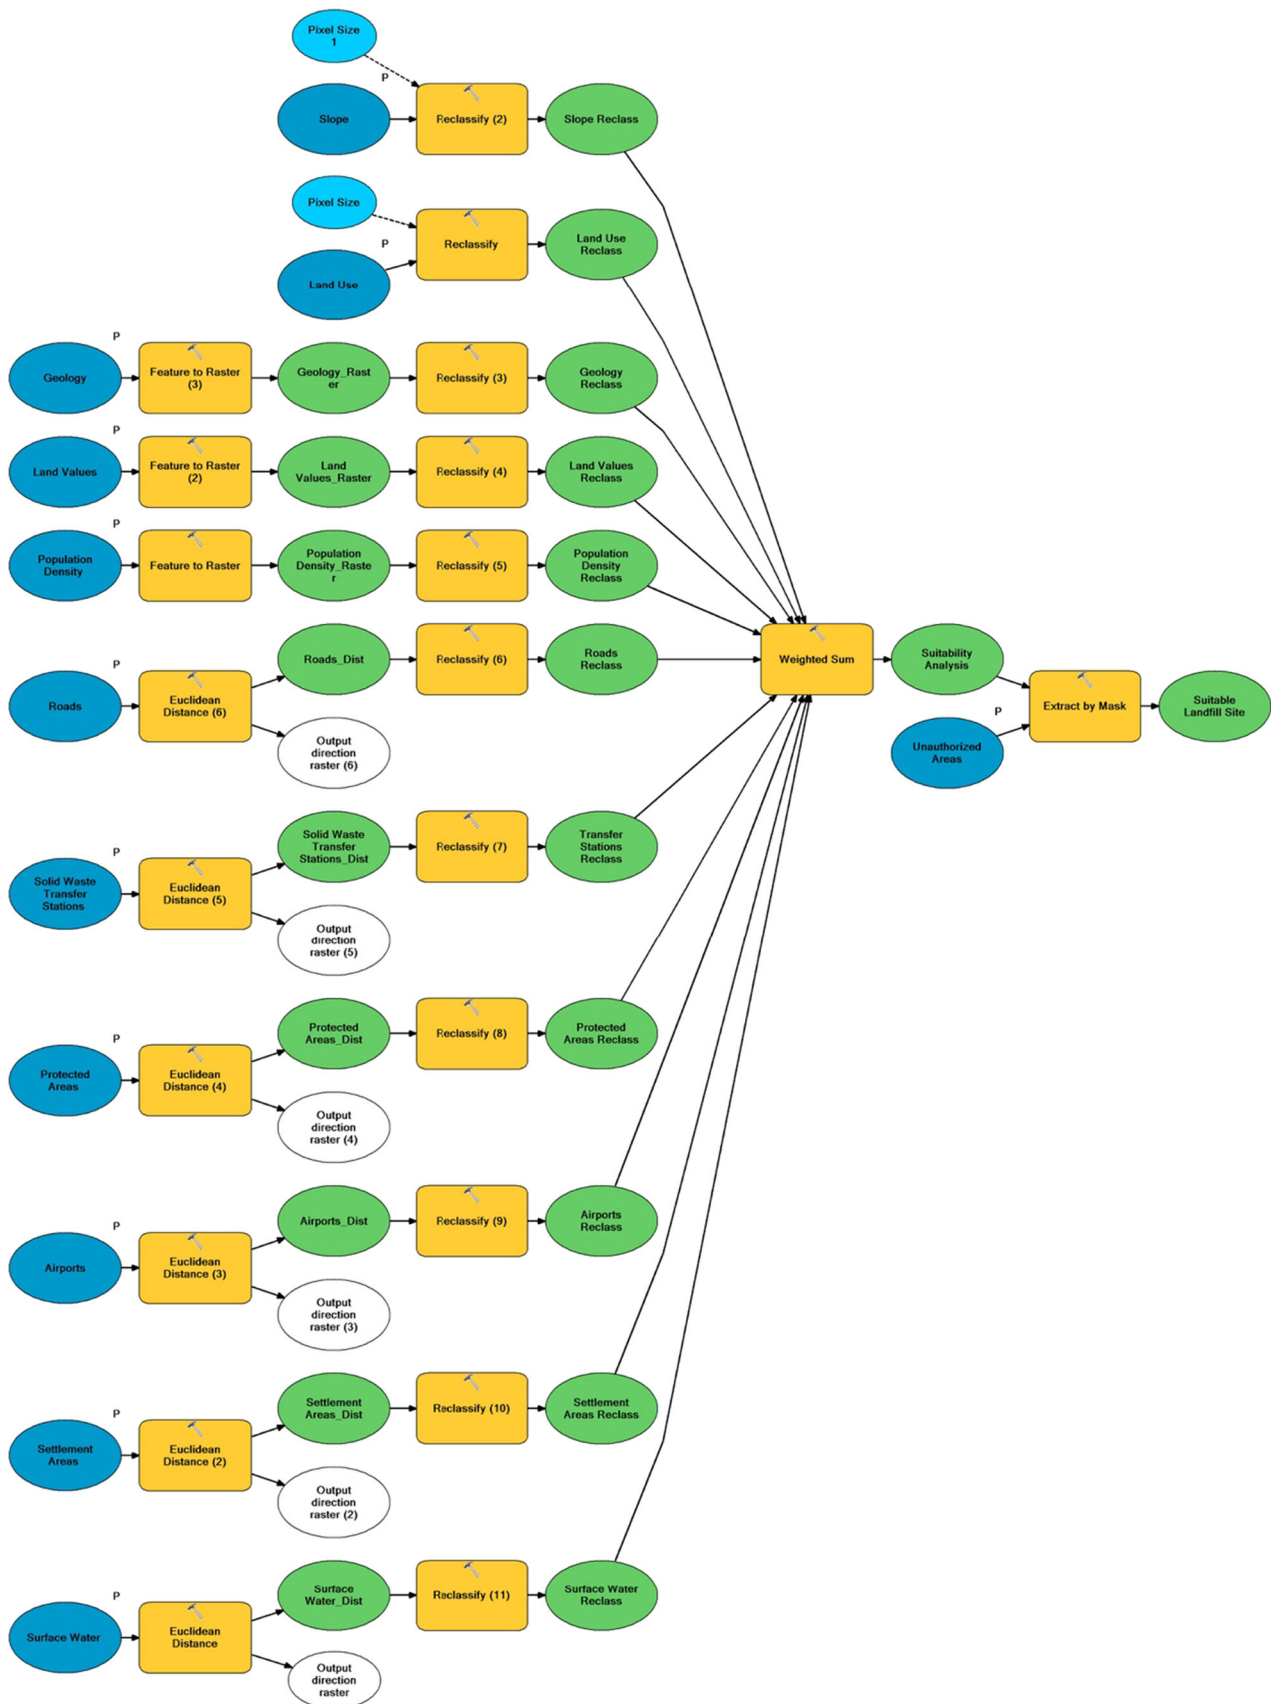 Pixel Size
1
P
Slope
Reclassify (2)
Slope Reclass
Pixel Size
P
Land Use
Reclassify
Land Use
Reclass
P
Geology
Feature to Raster
(3)
Geology_Rast
er
Reclassify (3)
Geology
Reclass
P
Land Values
Feature to Raster
(2)
Land
Values_Raster
Reclassify (4)
Land Values
Reclass
P
Population
Density
Feature to Raster
Population
Density_Raste
r
Reclassify (5)
Population
Density
Reclass
P
Roads
Euclidean
Distance (6)
Roads_Dist
Reclassify (6)
Roads
Reclass
Output
direction
raster (6)
Weighted Sum
Suitability
Analysis
P
Unauthorized
Areas
Extract by Mask
Suitable
Landfill Site
P
Solid Waste
Transfer
Stations
Euclidean
Distance (5)
Solid Waste
Transfer
Stations_Dist
Reclassify (7)
Transfer
Stations
Reclass
Output
direction
raster (5)
P
Protected
Areas
Euclidean
Distance (4)
Protected
Areas_Dist
Reclassify (8)
Protected
Areas Reclass
Output
direction
raster (4)
P
Airports
Euclidean
Distance (3)
Airports_Dist
Reclassify (9)
Airports
Reclass
Output
direction
raster (3)
P
Settlement
Areas
Euclidean
Distance (2)
Settlement
Areas_Dist
Reclassify (10)
Settlement
Areas Reclass
Output
direction
raster (2)
P
Surface Water
Euclidean
Distance
Surface
Water_Dist
Reclassify (11)
Surface Water
Reclass
Output
direction
raster